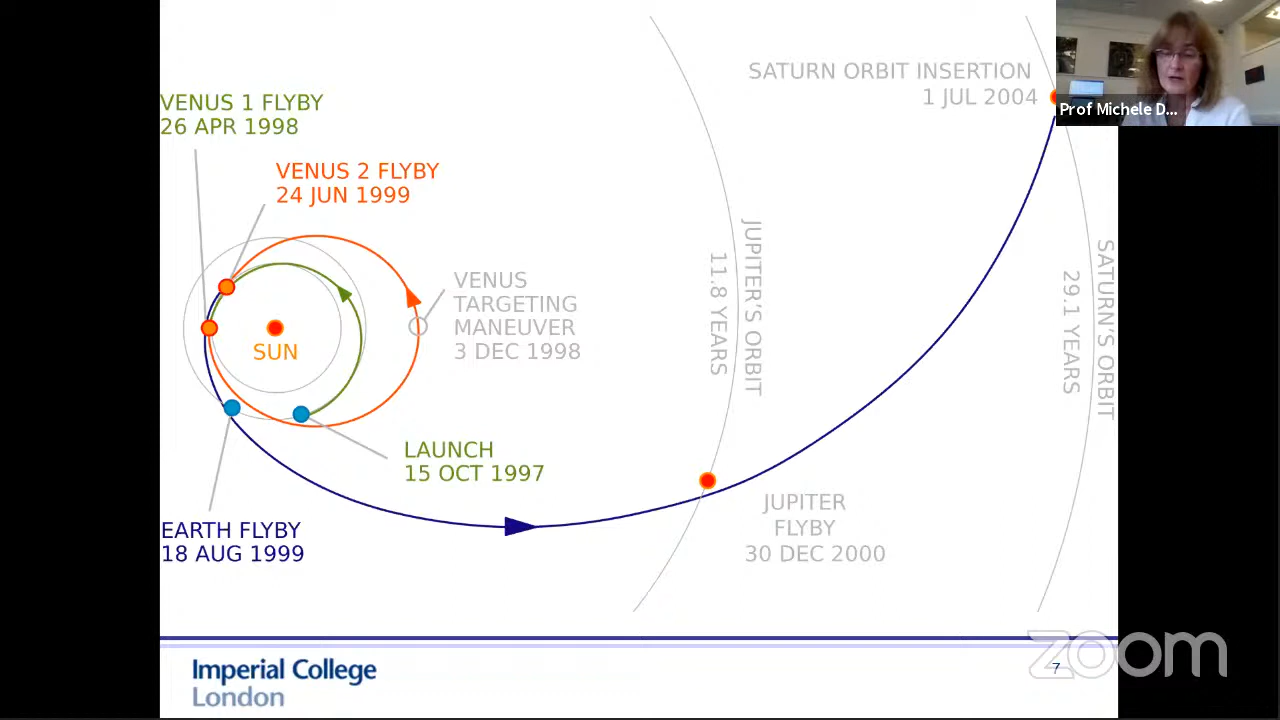 SATURN ORBIT INSERTION
1 JUL 2004
Prof Michele D...
VENUS 1 FLYBY
26 APR 1998
VENUS 2 FLYBY
24 JUN 1999
VENUS
TARGETING
MANEUVER
3 DEC 1998
JUPITER'S ORBIT
11.8 YEARS
SATURN'S ORBIT
29.1 YEARS
SUN
LAUNCH
15 OCT 1997
EARTH FLYBY
18 AUG 1999
JUPITER
FLYBY
30 DEC 2000
Imperial College
London
7
zoom